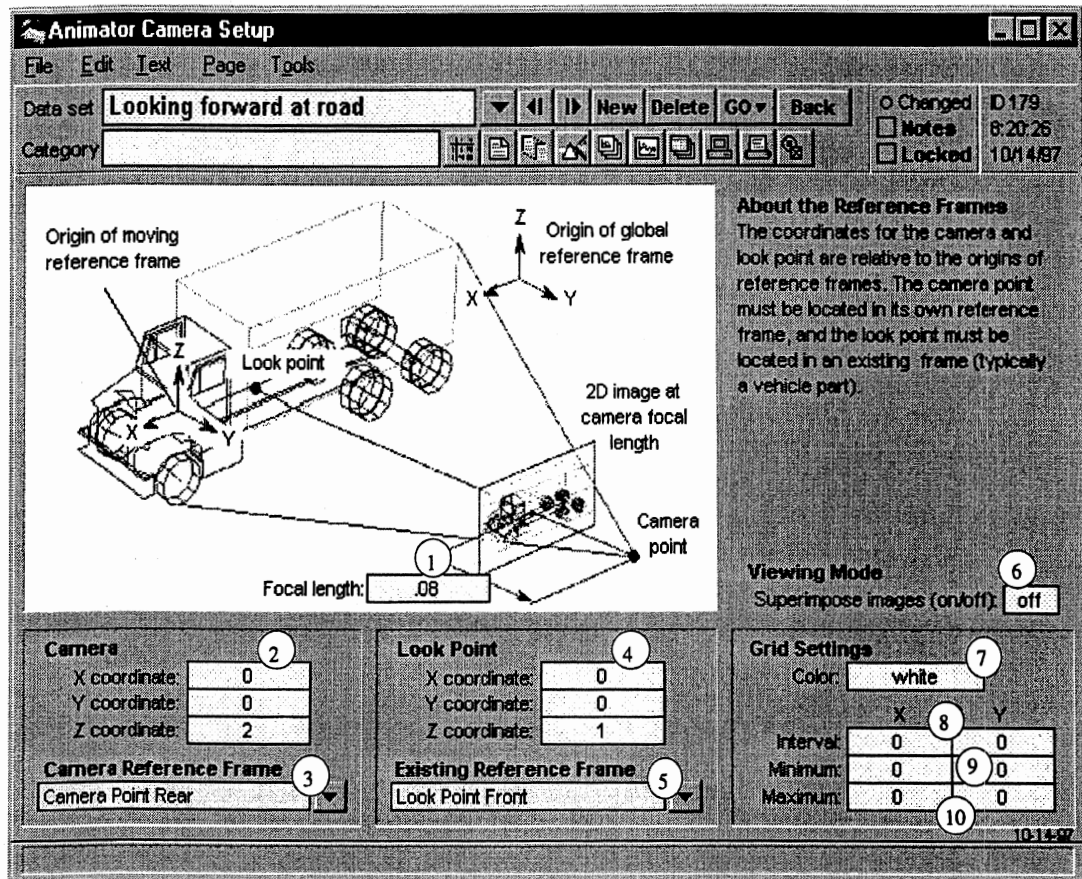 Animator Camera Setup
File Edit Text Page Tools
Data set Looking forward at road New Delete GO Back
Changed ID 179
Notes 8:20:26
Category
Locked 10/14/97
Origin of moving
reference frame
Z
Origin of global
reference frame
X Y
Look point
Z
X Y
2D image at
camera focal
length
Camera
point
1
Focal length: .08
About the Reference Frames
The coordinates for the camera and
look point are relative to the origins of
reference frames. The camera point
must be located in its own reference
frame, and the look point must be
located in an existing frame (typically
a vehicle part).
Viewing Mode 6
Superimpose images (on/off): off
Camera 2
X coordinate: 0
Y coordinate: 0
Z coordinate: 2
Camera Reference Frame 3
Camera Point Rear
Look Point 4
X coordinate: 0
Y coordinate: 0
Z coordinate: 1
Existing Reference Frame 5
Look Point Front
Grid Settings 7
Color: white
X 8 Y
Interval: 0 0
Minimum: 0 9 0
Maximum: 0 0
10
10-14-97